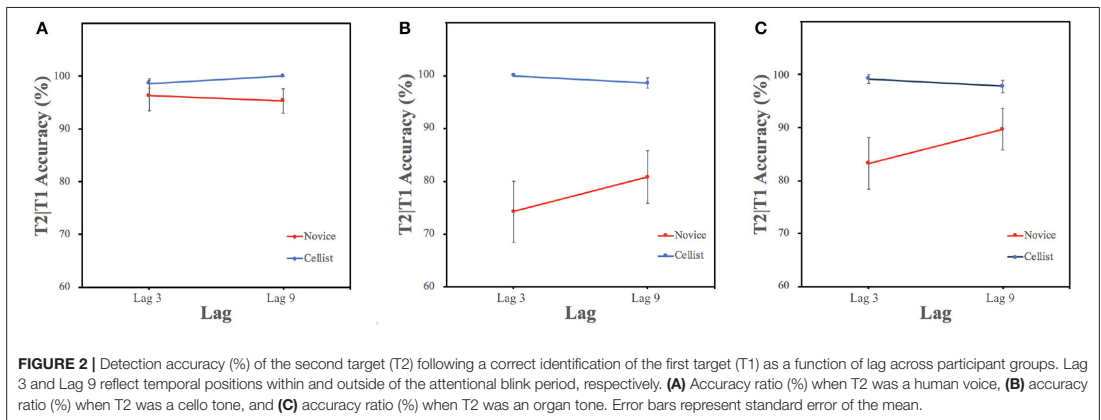 A
B
C
T2|T1 Accuracy (%)
100
90
80
70
60
Novice
Cellist
Lag 3
Lag 9
Lag
T2|T1 Accuracy (%)
100
90
80
70
60
Novice
Cellist
Lag 3
Lag 9
Lag
T2|T1 Accuracy (%)
100
90
80
70
60
Novice
Cellist
Lag 3
Lag 9
Lag
FIGURE 2 | Detection accuracy (%) of the second target (T2) following a correct identification of the first target (T1) as a function of lag across participant groups. Lag
3 and Lag 9 reflect temporal positions within and outside of the attentional blink period, respectively. (A) Accuracy ratio (%) when T2 was a human voice, (B) accuracy
ratio (%) when T2 was a cello tone, and (C) accuracy ratio (%) when T2 was an organ tone. Error bars represent standard error of the mean.